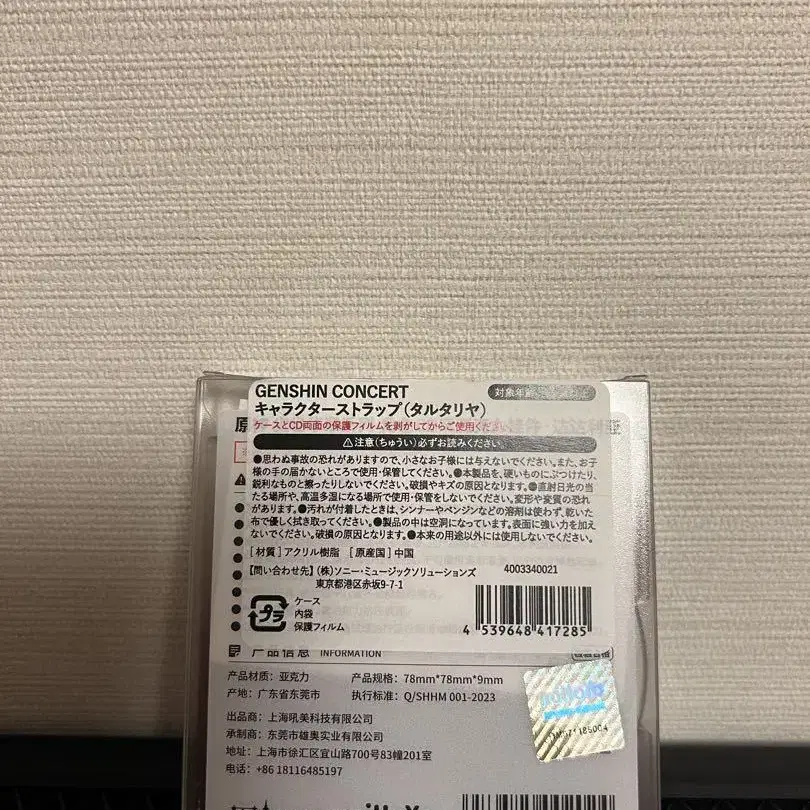 GENSHIN CONCERT
対象年齢
キャラクターストラップ(タルタリヤ)
ケースとCD両面の保護フィルムを剥がしてからご使用くだ
⚠注意(ちゅうい)必ずお読みください
●思わぬ事故の恐れがありますので、小さなお子様には与えないでください。また、お子
様の手の届かないところで使用・保管してください。●本製品を、硬いものにぶつけたり、
鋭利なものと擦ったりしないでください。破損やキズの原因となります。●直射日光の当
たる場所や、高温多湿になる場所で使用・保管をしないでください。変形や変質の恐れ
があります。●汚れが付着したときは、シンナーやベンジンなどの溶剤は使わず、乾いた
布で優しく拭き取ってください。●製品の中は空洞になっています。表面に強い力を加え
ないでください。破損の原因となります。●本来の用途以外には使用しないでください。
[材質]アクリル樹脂 [原産国]中国
【問い合わせ先】(株)ソニー・ミュージックソリューションズ
東京都港区赤坂9-7-1
4003340021
プラ
ケース
内袋
保護フィルム
4 539648 417285
产品信息 INFORMATION
产品材质:亚克力 产品规格:78mm*78mm*9mm
产地:广东省东莞市 执行标准:Q/SHHM 001-2023
出品商:上海吼美科技有限公司
承制商:东莞市雄奥实业有限公司
地址:上海市徐汇区宜山路700号83幢201室
电话:+86 18116485197
miHoYo